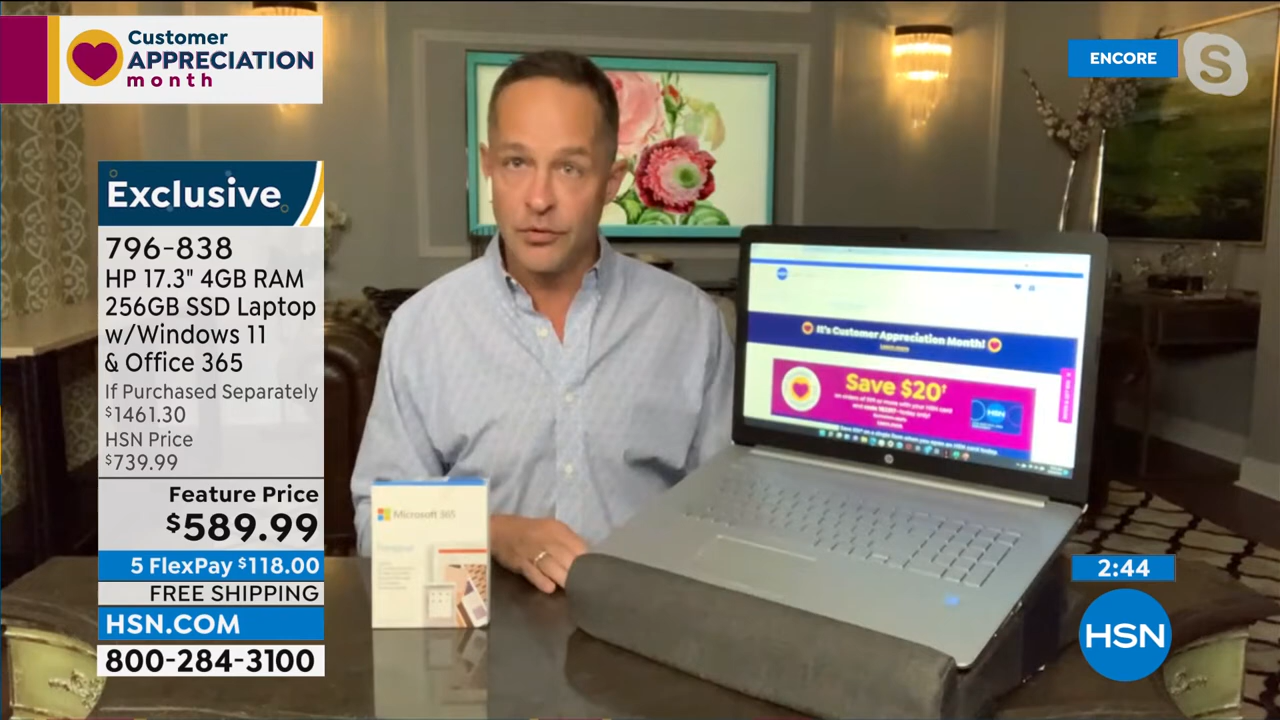 Customer
APPRECIATION
month
ENCORE
S
Exclusive
796-838
HP 17.3" 4GB RAM
256GB SSD Laptop
w/Windows 11
& Office 365
If Purchased Separately
$1461.30
HSN Price
$739.99
Feature Price
$589.99
5 FlexPay $118.00
FREE SHIPPING
HSN.COM
800-284-3100
Microsoft 365
It's Customer Appreciation Month!
Save $20†
HSN
hp
2:44
HSN